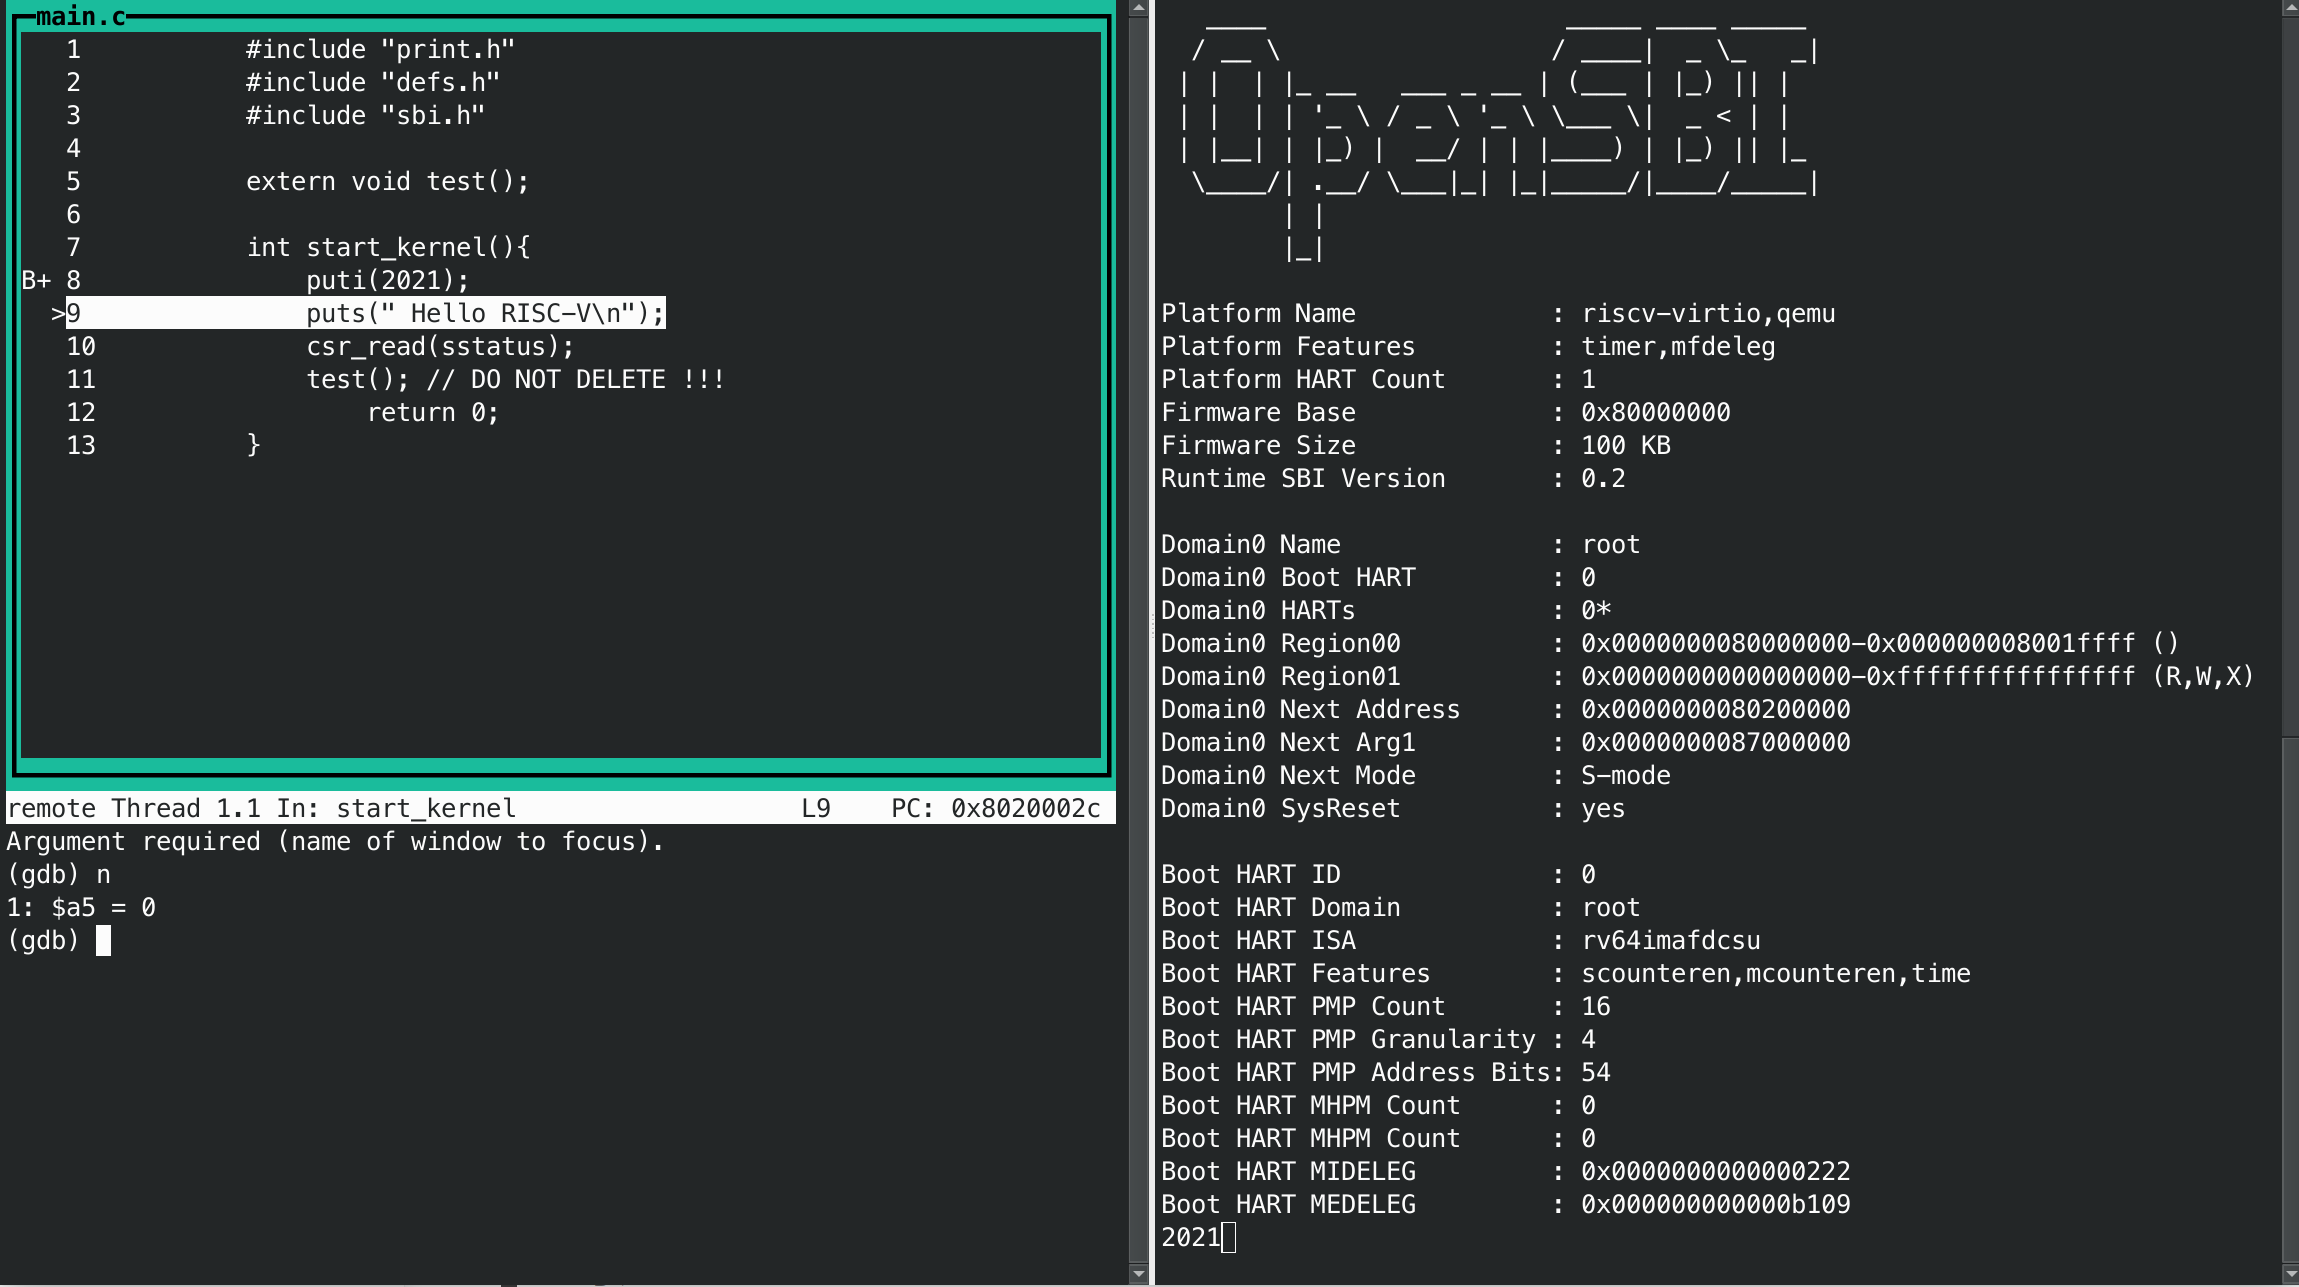 main.c
1 #include "print.h"
2 #include "defs.h"
3 #include "sbi.h"
4
5 extern void test();
6
7 int start_kernel(){
B+ 8 puti(2021);
>9 puts(" Hello RISC-V\n");
10 csr_read(sstatus);
11 test(); // DO NOT DELETE !!!
12 return 0;
13 }
remote Thread 1.1 In: start_kernel L9 PC: 0x8020002c
Argument required (name of window to focus).
(gdb) n
1: $a5 = 0
(gdb)
OpenSBI
Platform Name : riscv-virtio,qemu
Platform Features : timer,mfdeleg
Platform HART Count : 1
Firmware Base : 0x80000000
Firmware Size : 100 KB
Runtime SBI Version : 0.2
Domain0 Name : root
Domain0 Boot HART : 0
Domain0 HARTs : 0*
Domain0 Region00 : 0x0000000080000000-0x000000008001ffff ()
Domain0 Region01 : 0x0000000000000000-0xffffffffffffffff (R,W,X)
Domain0 Next Address : 0x0000000080200000
Domain0 Next Arg1 : 0x0000000087000000
Domain0 Next Mode : S-mode
Domain0 SysReset : yes
Boot HART ID : 0
Boot HART Domain : root
Boot HART ISA : rv64imafdcsu
Boot HART Features : scounteren,mcounteren,time
Boot HART PMP Count : 16
Boot HART PMP Granularity : 4
Boot HART PMP Address Bits: 54
Boot HART MHPM Count : 0
Boot HART MHPM Count : 0
Boot HART MIDELEG : 0x0000000000000222
Boot HART MEDELEG : 0x000000000000b109
2021